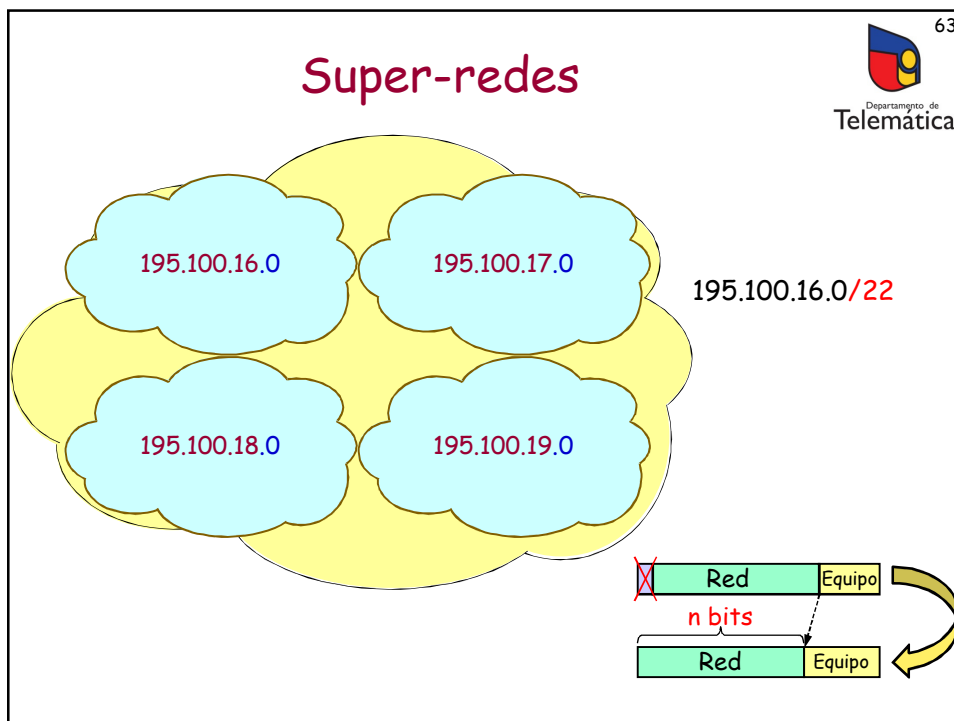 63
Super-redes
Departamento de
Telemática
195.100.16.0
195.100.17.0
195.100.16.0/22
195.100.18.0
195.100.19.0
Red
Equipo
n bits
Red
Equipo